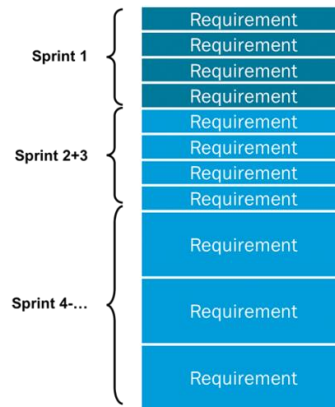 Requirement
Requirement
Sprint 1
Requirement
Requirement
Requirement
Requirement
Sprint 2+3
Requirement
Requirement
Requirement
Sprint 4-...
Requirement
Requirement